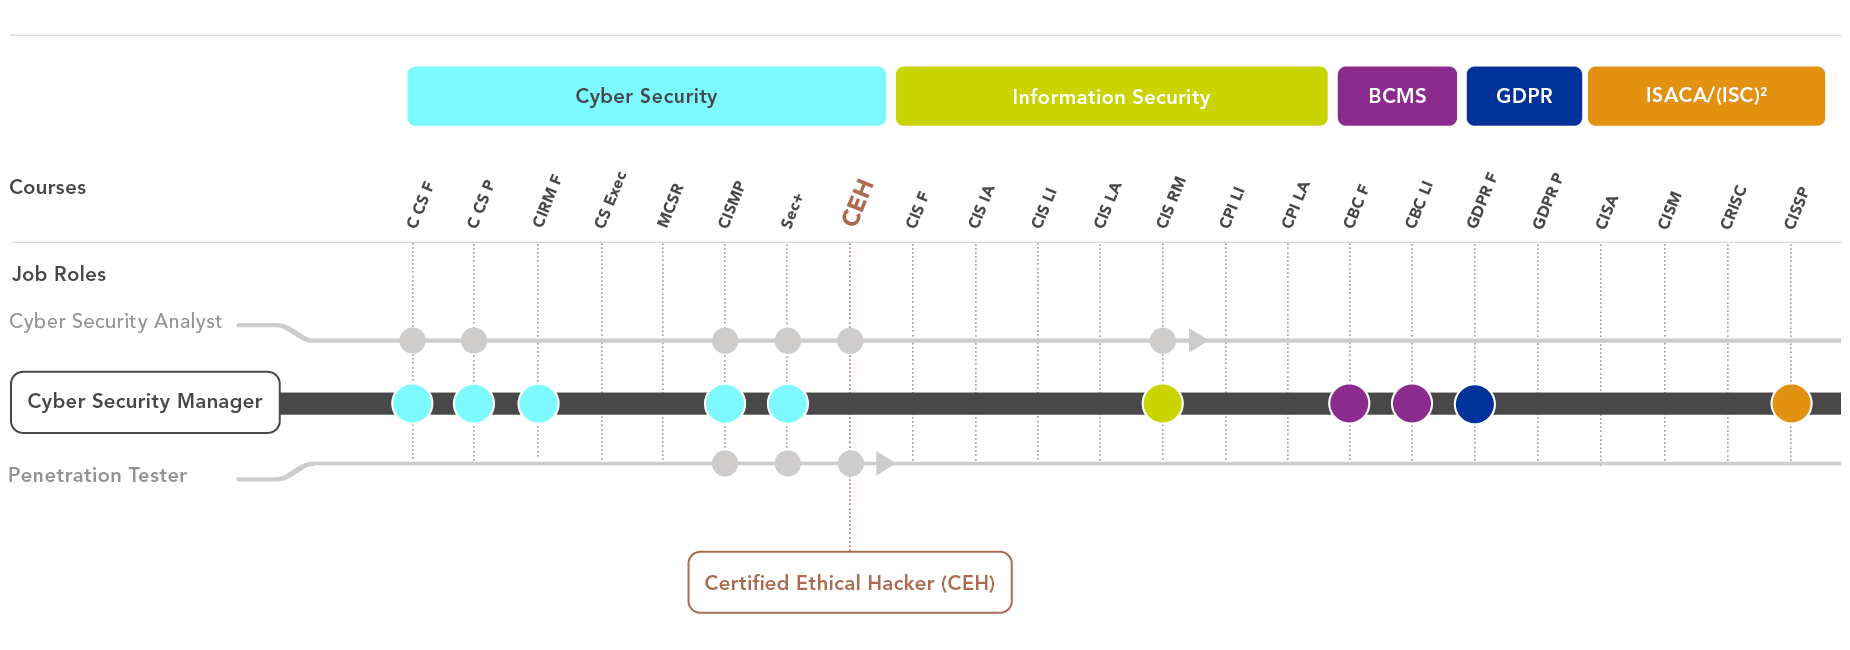 Cyber Security
Information Security
BCMS
GDPR
ISACA/(ISC)²
Courses
C CS F
C CS P
CIRM F
CS Exec
MCSR
CISMP
Sec+
CEH
CIS F
CIS IA
CIS LI
CIS LA
CIS RM
CPI LI
CPI LA
CBC F
CBC LI
GDPR F
GDPR P
CISA
CISM
CRISC
CISSP
Job Roles
Cyber Security Analyst
Cyber Security Manager
Penetration Tester
Certified Ethical Hacker (CEH)